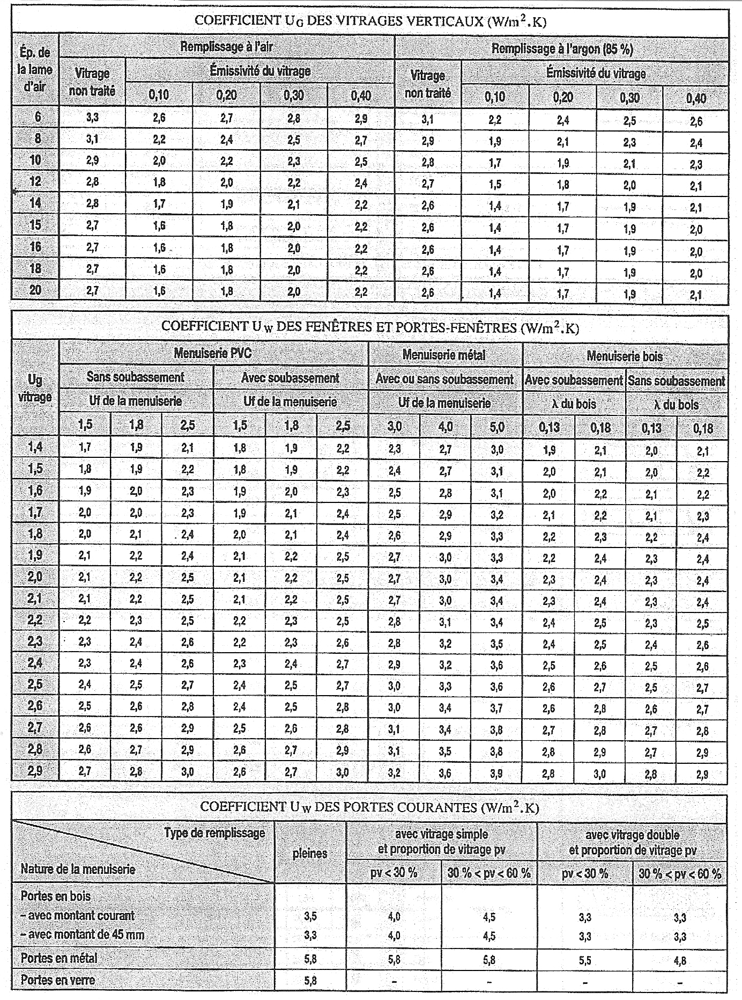 COEFFICIENT UG DES VITRAGES VERTICAUX (W/m².K)
Ép. de la lame d'air | Remplissage à l'air | Remplissage à l'argon (85 %)
Vitrage non traité | Émissivité du vitrage | Vitrage non traité | Émissivité du vitrage
0,10 | 0,20 | 0,30 | 0,40 | 0,10 | 0,20 | 0,30 | 0,40
6 | 3,3 | 2,6 | 2,7 | 2,8 | 2,9 | 3,1 | 2,2 | 2,4 | 2,5 | 2,6
8 | 3,1 | 2,2 | 2,4 | 2,5 | 2,7 | 2,9 | 1,9 | 2,1 | 2,3 | 2,4
10 | 2,9 | 2,0 | 2,2 | 2,3 | 2,5 | 2,8 | 1,7 | 1,9 | 2,1 | 2,3
12 | 2,8 | 1,8 | 2,0 | 2,2 | 2,4 | 2,7 | 1,5 | 1,8 | 2,0 | 2,1
14 | 2,8 | 1,7 | 1,9 | 2,1 | 2,2 | 2,6 | 1,4 | 1,7 | 1,9 | 2,1
15 | 2,7 | 1,6 | 1,8 | 2,0 | 2,2 | 2,6 | 1,4 | 1,7 | 1,9 | 2,0
16 | 2,7 | 1,6 | 1,8 | 2,0 | 2,2 | 2,6 | 1,4 | 1,7 | 1,9 | 2,0
18 | 2,7 | 1,6 | 1,8 | 2,0 | 2,2 | 2,6 | 1,4 | 1,7 | 1,9 | 2,0
20 | 2,7 | 1,6 | 1,8 | 2,0 | 2,2 | 2,6 | 1,4 | 1,7 | 1,9 | 2,1
COEFFICIENT UW DES FENÊTRES ET PORTES-FENÊTRES (W/m².K)
Ug vitrage | Menuiserie PVC | Menuiserie métal | Menuiserie bois
Sans soubassement | Avec soubassement | Avec ou sans soubassement | Avec soubassement | Sans soubassement
Uf de la menuiserie | Uf de la menuiserie | Uf de la menuiserie | λ du bois | λ du bois
1,5 | 1,8 | 2,5 | 1,5 | 1,8 | 2,5 | 3,0 | 4,0 | 5,0 | 0,13 | 0,18 | 0,13 | 0,18
1,4 | 1,7 | 1,9 | 2,1 | 1,8 | 1,9 | 2,2 | 2,3 | 2,7 | 3,0 | 1,9 | 2,1 | 2,0 | 2,1
1,5 | 1,8 | 1,9 | 2,2 | 1,8 | 1,9 | 2,2 | 2,4 | 2,7 | 3,1 | 2,0 | 2,1 | 2,0 | 2,2
1,6 | 1,9 | 2,0 | 2,3 | 1,9 | 2,0 | 2,3 | 2,5 | 2,8 | 3,1 | 2,0 | 2,2 | 2,1 | 2,2
1,7 | 2,0 | 2,0 | 2,3 | 1,9 | 2,1 | 2,4 | 2,5 | 2,9 | 3,2 | 2,1 | 2,2 | 2,1 | 2,3
1,8 | 2,0 | 2,1 | 2,4 | 2,0 | 2,1 | 2,4 | 2,6 | 2,9 | 3,3 | 2,2 | 2,3 | 2,2 | 2,4
1,9 | 2,1 | 2,2 | 2,4 | 2,1 | 2,2 | 2,5 | 2,7 | 3,0 | 3,3 | 2,2 | 2,4 | 2,3 | 2,4
2,0 | 2,1 | 2,2 | 2,5 | 2,1 | 2,2 | 2,5 | 2,7 | 3,0 | 3,4 | 2,3 | 2,4 | 2,3 | 2,4
2,1 | 2,1 | 2,2 | 2,5 | 2,1 | 2,2 | 2,5 | 2,7 | 3,0 | 3,4 | 2,3 | 2,4 | 2,3 | 2,4
2,2 | 2,2 | 2,3 | 2,5 | 2,2 | 2,3 | 2,5 | 2,8 | 3,1 | 3,4 | 2,4 | 2,5 | 2,3 | 2,5
2,3 | 2,3 | 2,4 | 2,6 | 2,2 | 2,3 | 2,6 | 2,8 | 3,2 | 3,5 | 2,4 | 2,5 | 2,4 | 2,6
2,4 | 2,3 | 2,4 | 2,6 | 2,3 | 2,4 | 2,7 | 2,9 | 3,2 | 3,6 | 2,5 | 2,6 | 2,5 | 2,6
2,5 | 2,4 | 2,5 | 2,7 | 2,4 | 2,5 | 2,7 | 3,0 | 3,3 | 3,6 | 2,6 | 2,7 | 2,5 | 2,7
2,6 | 2,5 | 2,6 | 2,8 | 2,4 | 2,5 | 2,8 | 3,0 | 3,4 | 3,7 | 2,6 | 2,8 | 2,6 | 2,7
2,7 | 2,6 | 2,6 | 2,9 | 2,5 | 2,6 | 2,8 | 3,1 | 3,4 | 3,8 | 2,7 | 2,8 | 2,7 | 2,8
2,8 | 2,6 | 2,7 | 2,9 | 2,6 | 2,7 | 2,9 | 3,1 | 3,5 | 3,8 | 2,8 | 2,9 | 2,7 | 2,9
2,9 | 2,7 | 2,8 | 3,0 | 2,6 | 2,7 | 3,0 | 3,2 | 3,6 | 3,9 | 2,8 | 3,0 | 2,8 | 2,9
COEFFICIENT UW DES PORTES COURANTES (W/m².K)
Type de remplissage | pleines | avec vitrage simple et proportion de vitrage pv | avec vitrage double et proportion de vitrage pv
Nature de la menuiserie | pv < 30 % | 30 % < pv < 60 % | pv < 30 % | 30 % < pv < 60 %
Portes en bois
– avec montant courant | 3,5 | 4,0 | 4,5 | 3,3 | 3,3
– avec montant de 45 mm | 3,3 | 4,0 | 4,5 | 3,3 | 3,3
Portes en métal | 5,8 | 5,8 | 5,8 | 5,5 | 4,8
Portes en verre | 5,8 | – | – | – | –